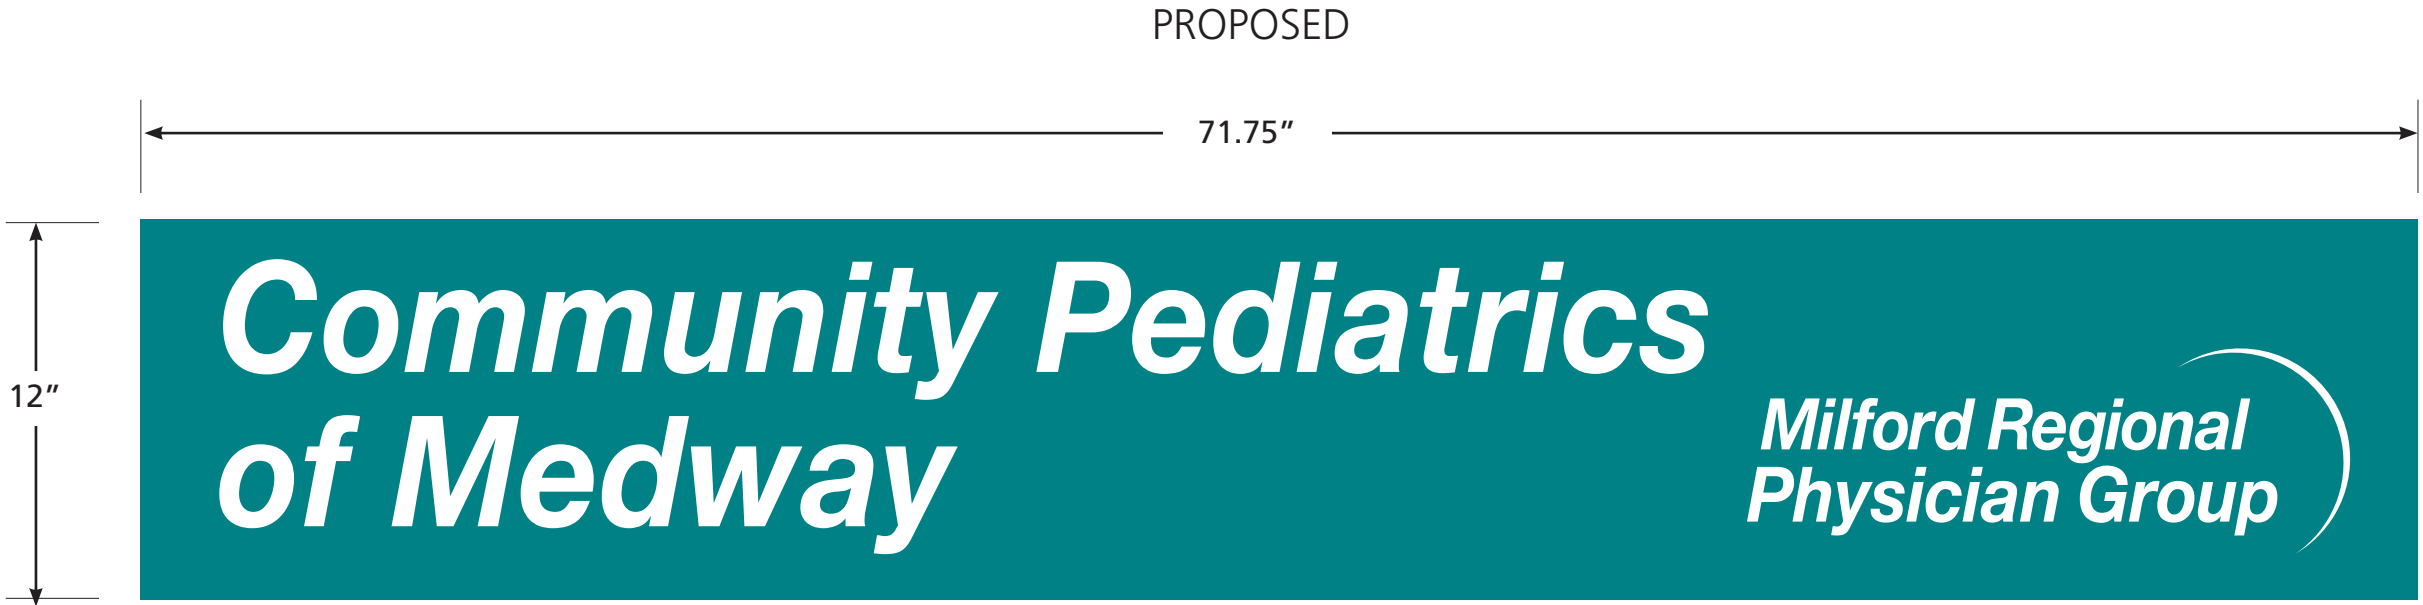 PROPOSED
71.75”
12”
Community Pediatrics
of Medway
Milford Regional
Physician Group